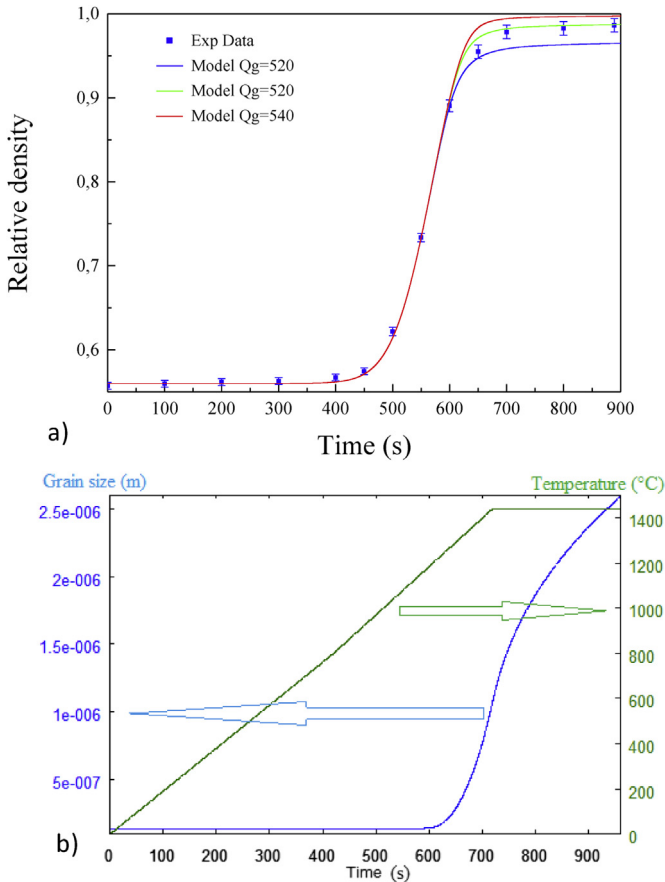 1,0
0,9
0,8
0,7
0,6
Relative density
Exp Data
Model Qg=520
Model Qg=520
Model Qg=540
0 100 200 300 400 500 600 700 800 900
a)
Time (s)
Grain size (m)
Temperature (°C)
2.5e-006
2e-006
1.5e-006
1e-006
5e-007
1400
1200
1000
800
600
400
200
0
0 100 200 300 400 500 600 700 800 900
b)
Time (s)